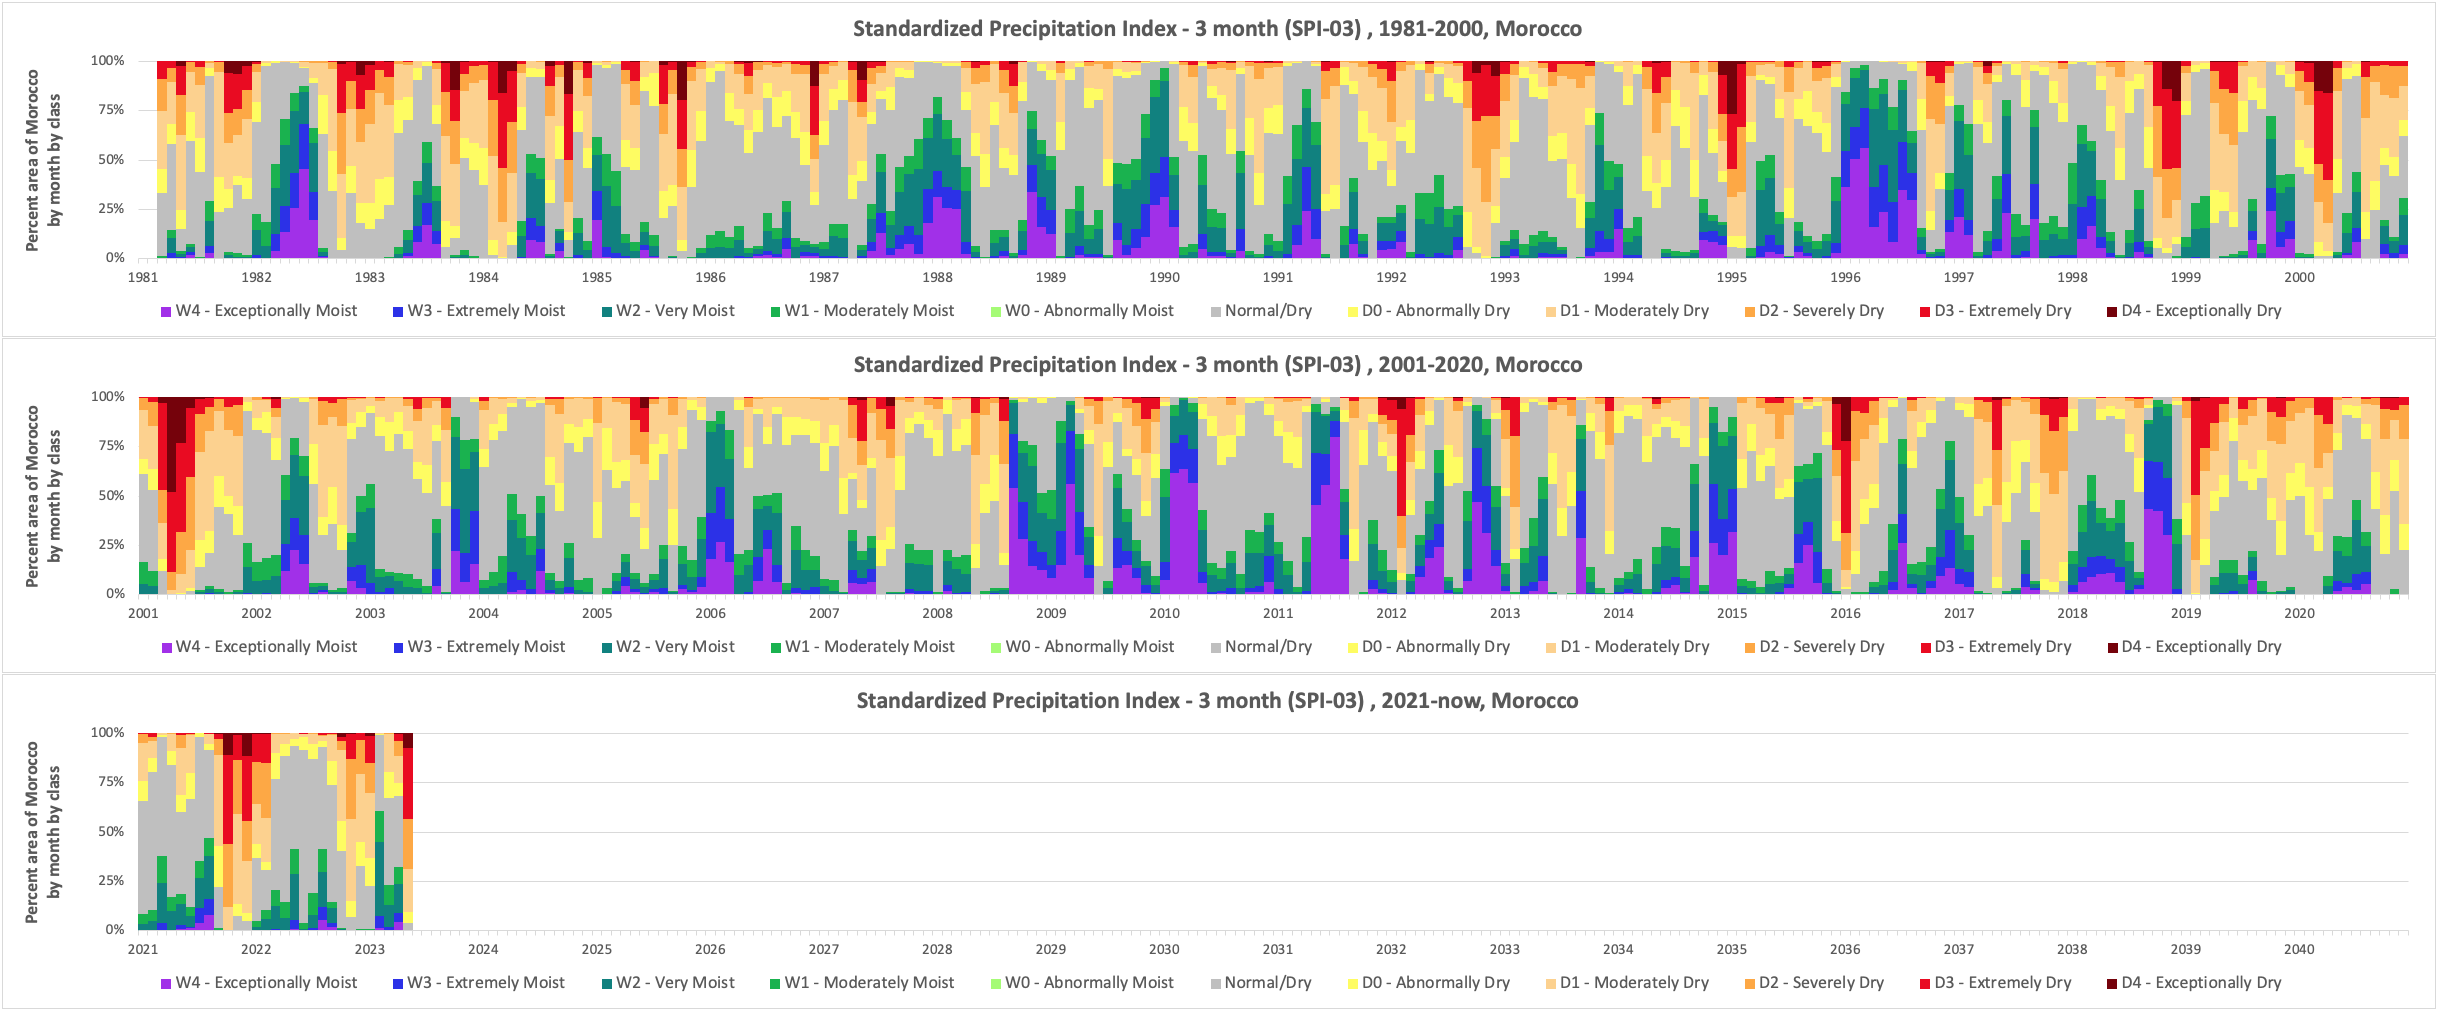 Standardized Precipitation Index - 3 month (SPI-03) , 1981-2000, Morocco
Percent area of Morocco
by month by class
100%
75%
50%
25%
0%
1981 1982 1983 1984 1985 1986 1987 1988 1989 1990 1991 1992 1993 1994 1995 1996 1997 1998 1999 2000
W4 - Exceptionally Moist W3 - Extremely Moist W2 - Very Moist W1 - Moderately Moist W0 - Abnormally Moist Normal/Dry D0 - Abnormally Dry D1 - Moderately Dry D2 - Severely Dry D3 - Extremely Dry D4 - Exceptionally Dry
Standardized Precipitation Index - 3 month (SPI-03) , 2001-2020, Morocco
Percent area of Morocco
by month by class
100%
75%
50%
25%
0%
2001 2002 2003 2004 2005 2006 2007 2008 2009 2010 2011 2012 2013 2014 2015 2016 2017 2018 2019 2020
W4 - Exceptionally Moist W3 - Extremely Moist W2 - Very Moist W1 - Moderately Moist W0 - Abnormally Moist Normal/Dry D0 - Abnormally Dry D1 - Moderately Dry D2 - Severely Dry D3 - Extremely Dry D4 - Exceptionally Dry
Standardized Precipitation Index - 3 month (SPI-03) , 2021-now, Morocco
Percent area of Morocco
by month by class
100%
75%
50%
25%
0%
2021 2022 2023 2024 2025 2026 2027 2028 2029 2030 2031 2032 2033 2034 2035 2036 2037 2038 2039 2040
W4 - Exceptionally Moist W3 - Extremely Moist W2 - Very Moist W1 - Moderately Moist W0 - Abnormally Moist Normal/Dry D0 - Abnormally Dry D1 - Moderately Dry D2 - Severely Dry D3 - Extremely Dry D4 - Exceptionally Dry